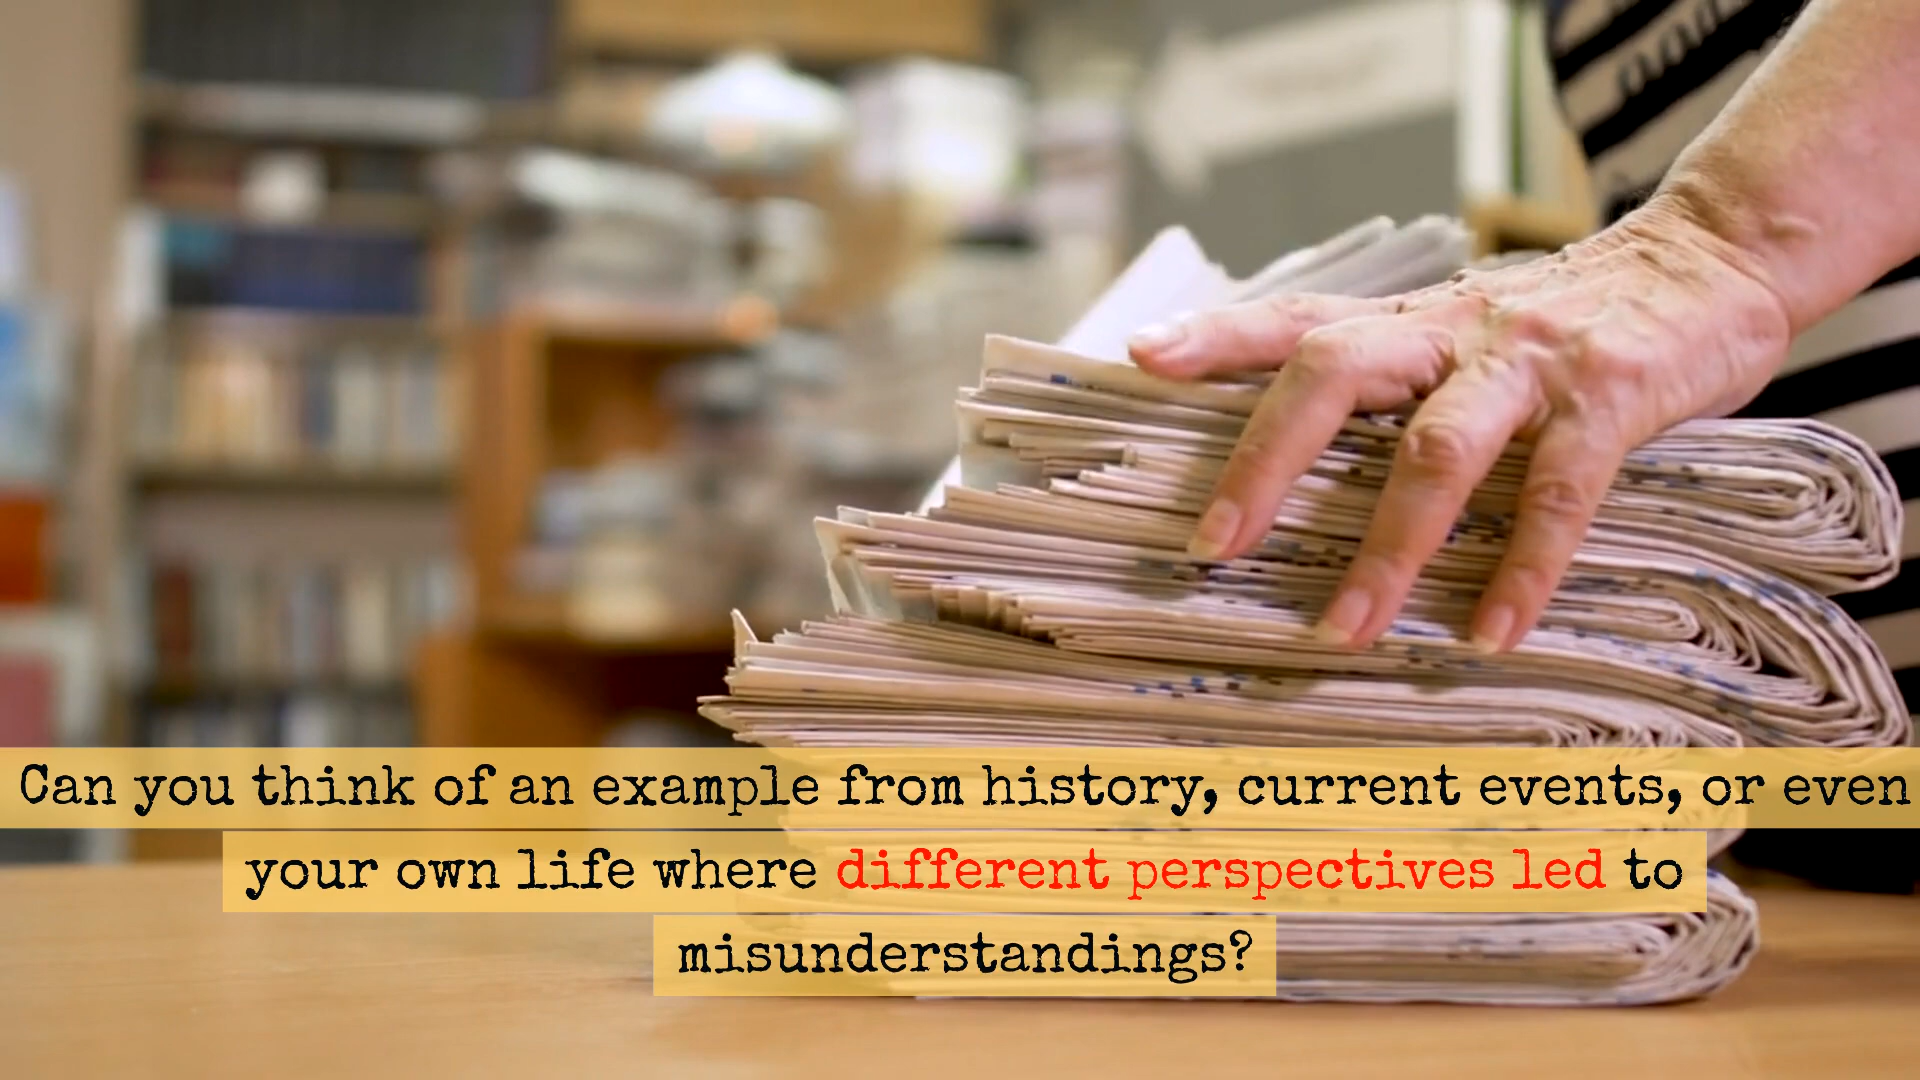 Can you think of an example from history, current events, or even
your own life where different perspectives led to
misunderstandings?